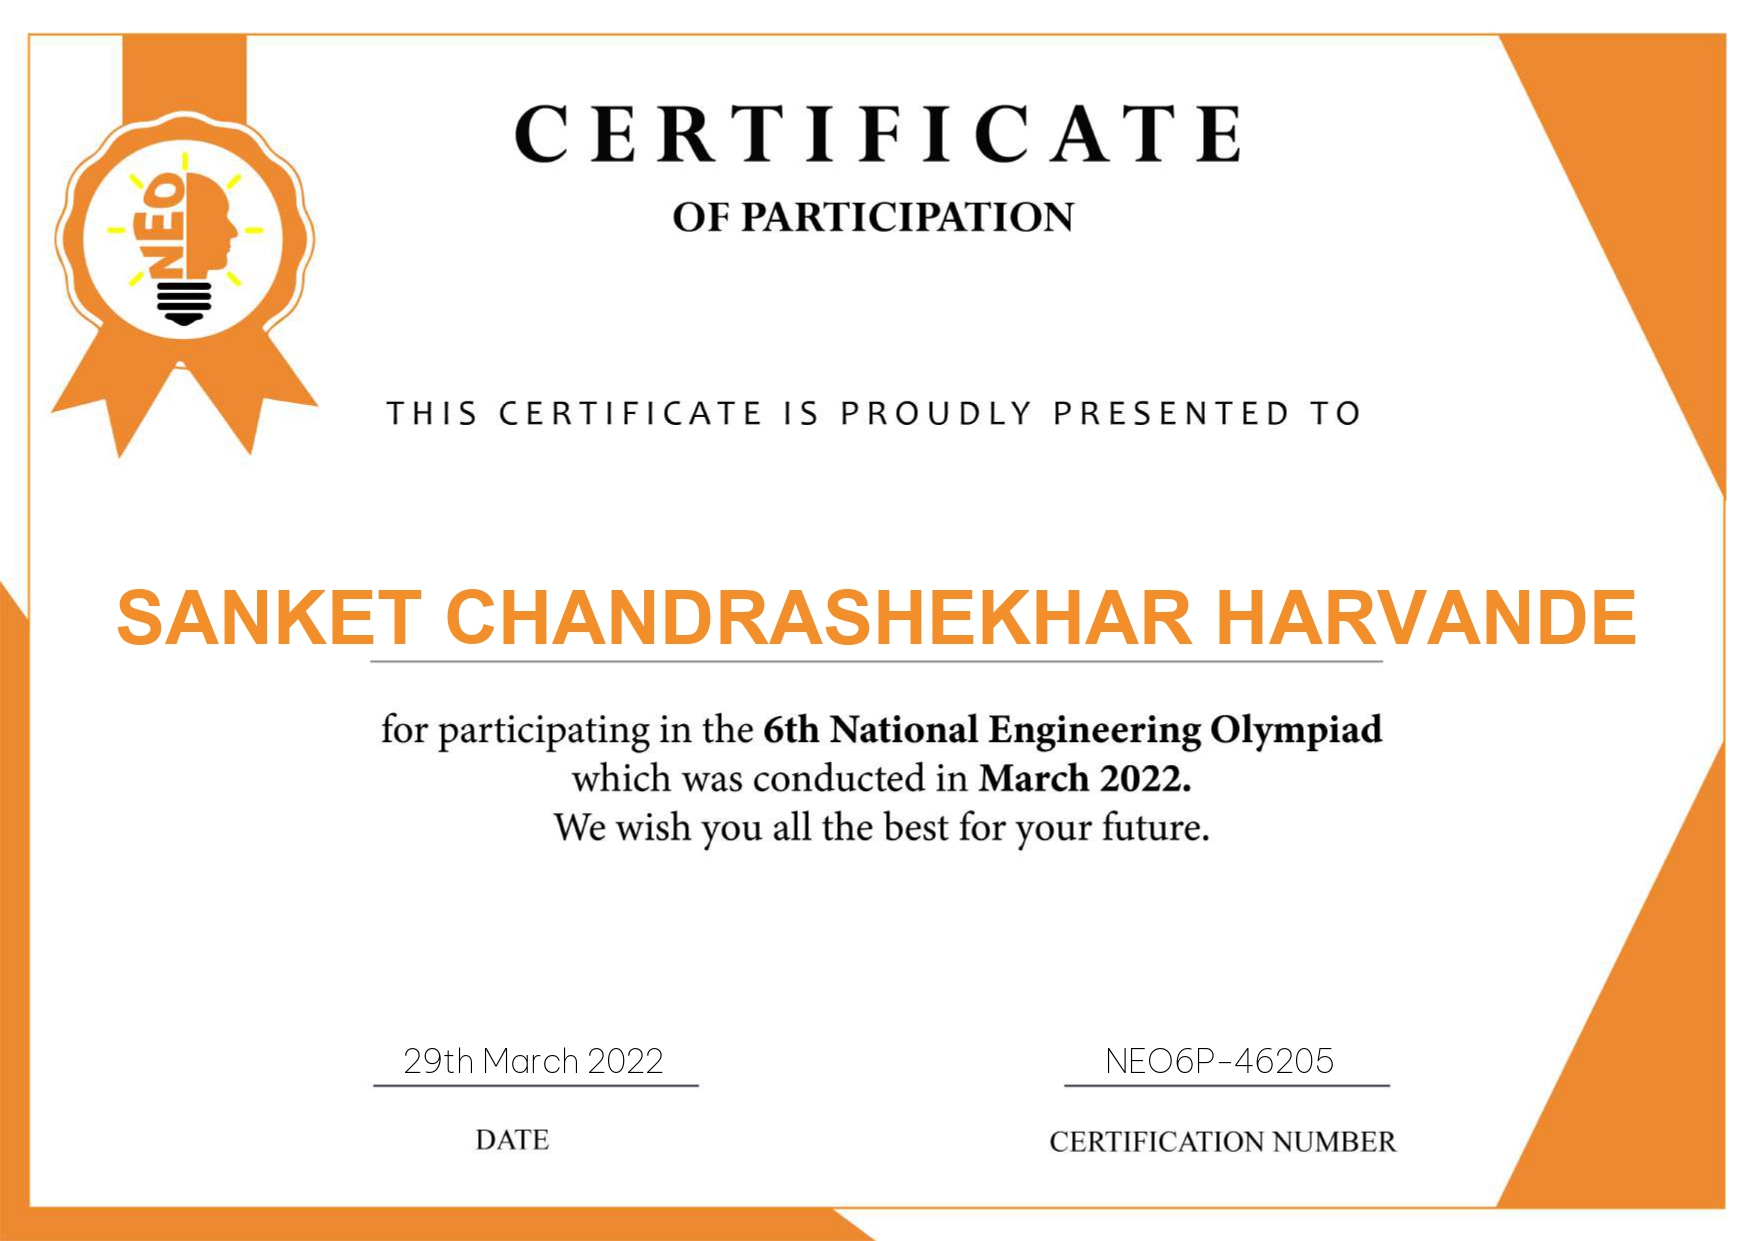 CERTIFICATE
OF PARTICIPATION
NEO
THIS CERTIFICATE IS PROUDLY PRESENTED TO
SANKET CHANDRASHEKHAR HARVANDE
for participating in the 6th National Engineering Olympiad
which was conducted in March 2022.
We wish you all the best for your future.
29th March 2022
DATE
NEO6P-46205
CERTIFICATION NUMBER